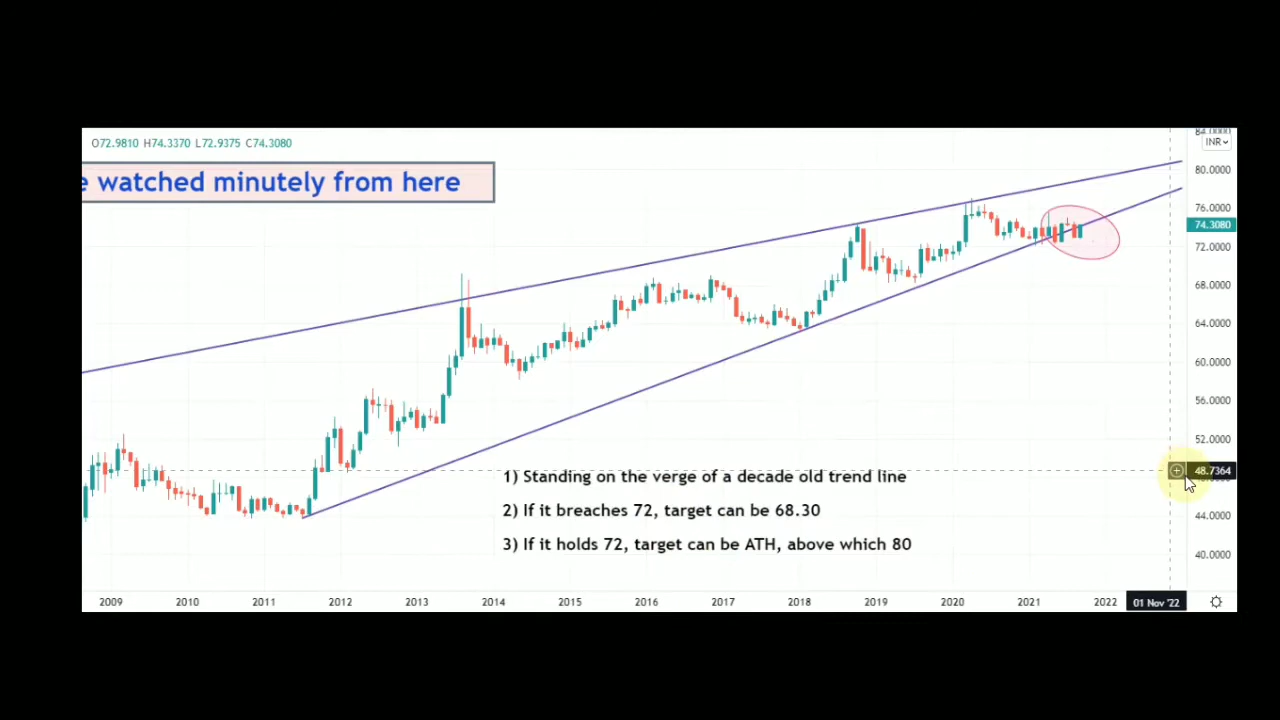 O72.9810 H74.3370 L72.9375 C74.3080
84.0000
INR
e watched minutely from here
80.0000
76.0000
74.3080
72.0000
68.0000
64.0000
60.0000
56.0000
52.0000
48.7364
1) Standing on the verge of a decade old trend line
2) If it breaches 72, target can be 68.30
44.0000
3) If it holds 72, target can be ATH, above which 80
40.0000
2009 2010 2011 2012 2013 2014 2015 2016 2017 2018 2019 2020 2021 2022 01 Nov '22